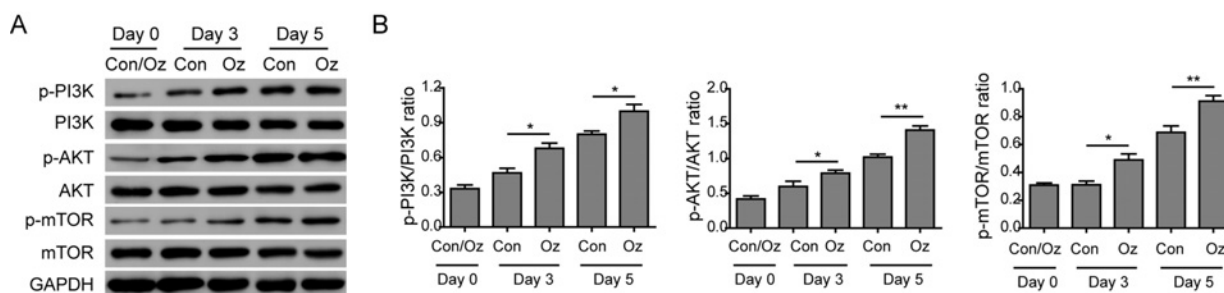 A
Day 0 Day 3 Day 5
Con/Oz Con Oz Con Oz
p-PI3K
PI3K
p-AKT
AKT
p-mTOR
mTOR
GAPDH
B
p-PI3K/PI3K ratio
1.2
0.9
0.6
0.3
0.0
*
*
Con/Oz Con Oz Con Oz
Day 0 Day 3 Day 5
p-AKT/AKT ratio
2.0
1.5
1.0
0.5
0.0
*
**
Con/Oz Con Oz Con Oz
Day 0 Day 3 Day 5
p-mTOR/mTOR ratio
1.0
0.8
0.6
0.4
0.2
0.0
*
**
Con/Oz Con Oz Con Oz
Day 0 Day 3 Day 5